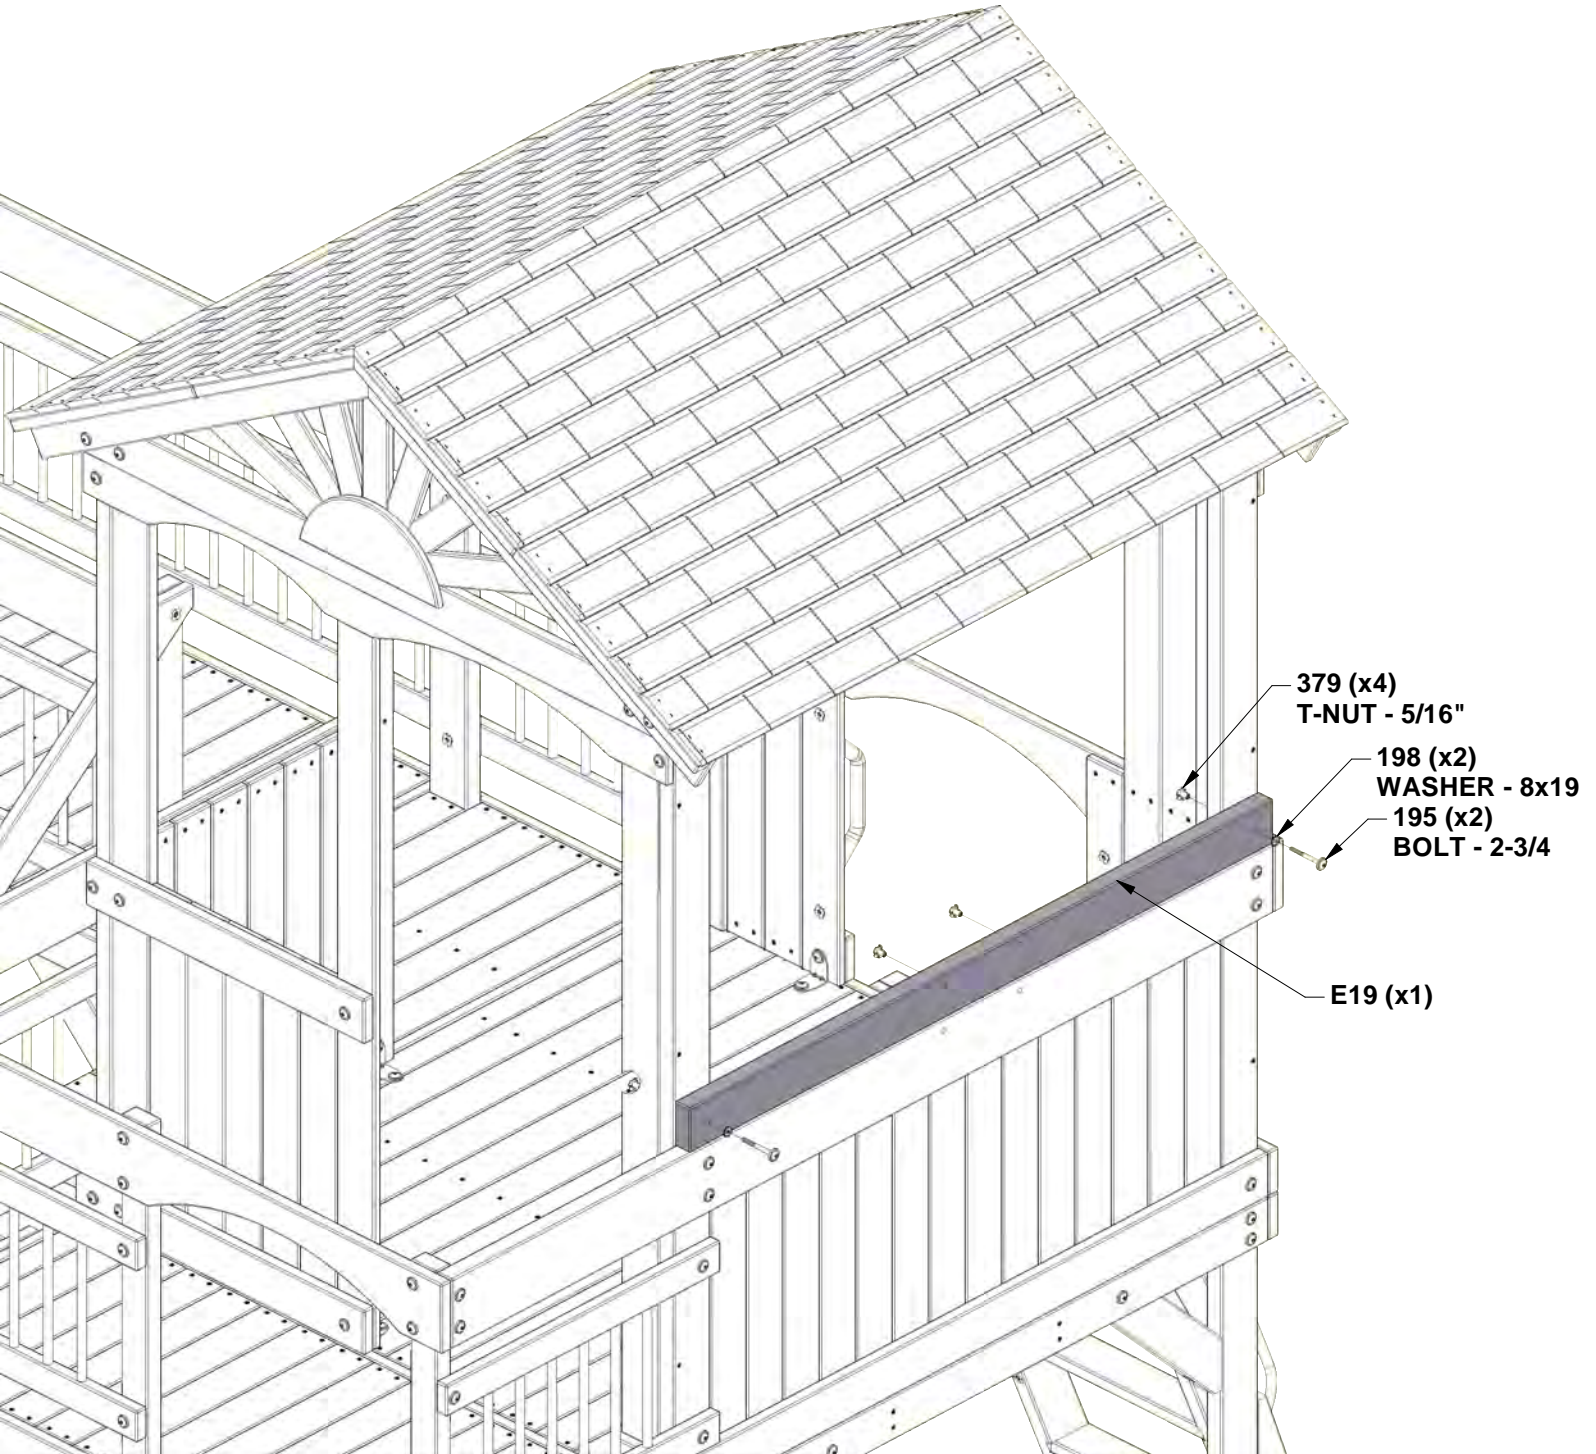 379 (x4)
T-NUT - 5/16"
198 (x2)
WASHER - 8x19
195 (x2)
BOLT - 2-3/4
E19 (x1)